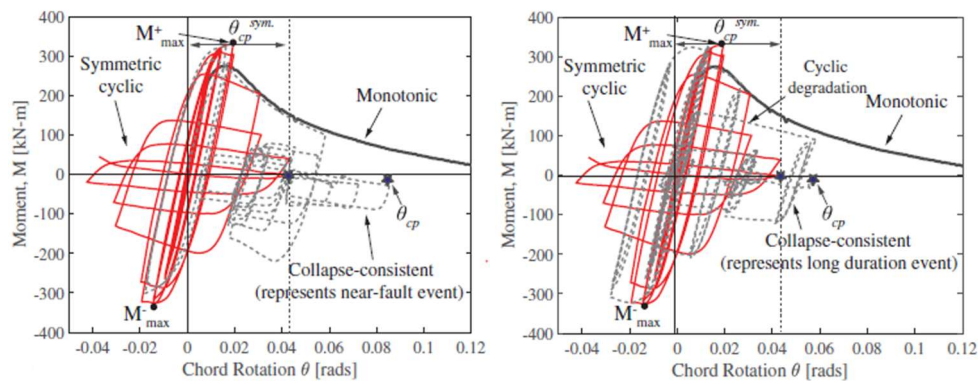 400
300
200
100
0
-100
-200
-300
400
Moment, M [kN-m]
-0.04 -0.02 0 0.02 0.04 0.06 0.08 0.1 0.12
Chord Rotation θ [rads]
M⁺max
θcp sym.
Symmetric
cyclic
Monotonic
θcp
Collapse-consistent
(represents near-fault event)
M⁻max
400
300
200
100
0
-100
-200
300
400
Moment, M [kN-m]
-0.04 -0.02 0 0.02 0.04 0.06 0.08 0.1 0.12
Chord Rotation θ [rads]
M⁺max
θcp sym.
Symmetric
cyclic
Cyclic
degradation
Monotonic
θcp
Collapse-consistent
(represents long duration event)
M⁻max